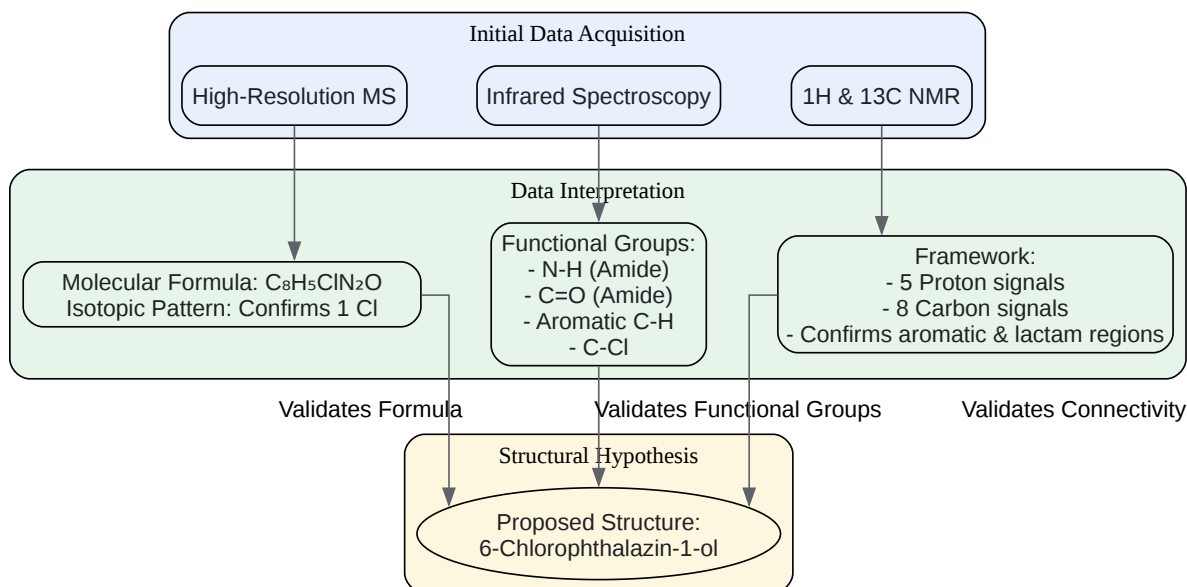 Initial Data Acquisition
High-Resolution MS
Infrared Spectroscopy
1H & 13C NMR
Data Interpretation
Molecular Formula: C₈H₅ClN₂O
Isotopic Pattern: Confirms 1 Cl
Functional Groups:
- N-H (Amide)
- C=O (Amide)
- Aromatic C-H
- C-Cl
Framework:
- 5 Proton signals
- 8 Carbon signals
- Confirms aromatic & lactam regions
Validates Formula
Validates Functional Groups
Validates Connectivity
Structural Hypothesis
Proposed Structure:
6-Chlorophthalazin-1-ol